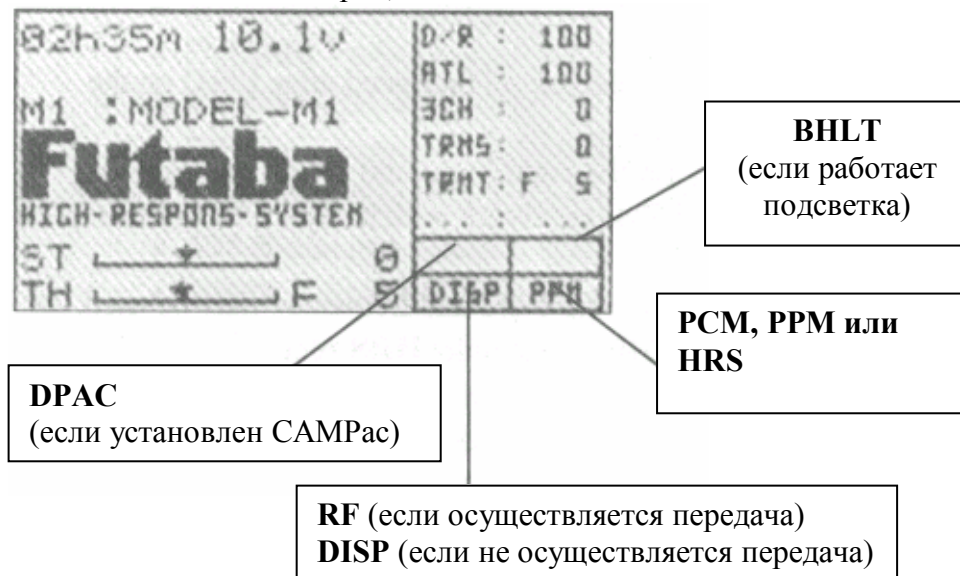 02h35m 10.1v
M1 :MODEL-M1
Futaba
HIGH-RESPONS-SYSTEM
ST 0
TH F 5
D/R : 100
ATL : 100
3CH : 0
TRMS: 0
TRMT: F 5
... : ...
DISP PPM
BHLT
(если работает
подсветка)
PCM, PPM или
HRS
DPAC
(если установлен CAMPac)
RF (если осуществляется передача)
DISP (если не осуществляется передача)